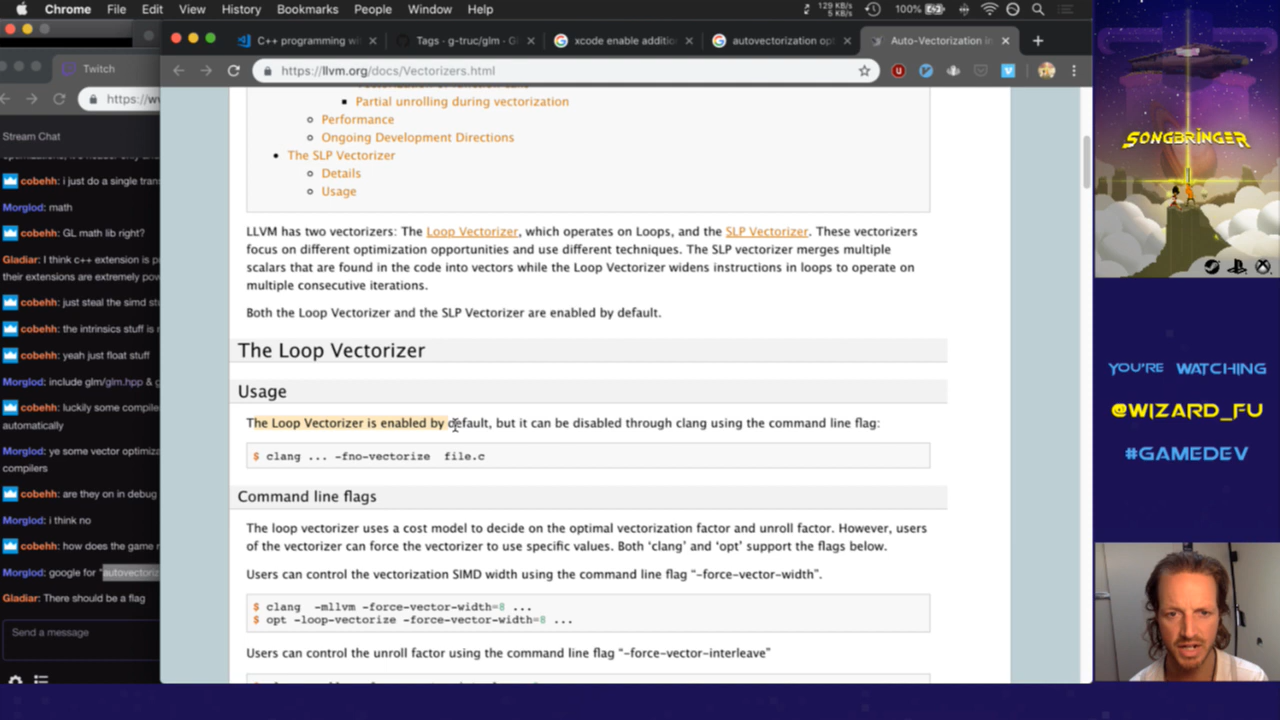 Chrome File Edit View History Bookmarks People Window Help
129 KB/s
5 KB/s
100%
Twitch
https://ww
Stream Chat
cobehh: i just do a single tran
Morglod: math
cobehh: GL math lib right?
Gladiar: I think c++ extension is p
their extensions are extremely pow
cobehh: just steal the simd st
cobehh: the intrinsics stuff is
cobehh: yeah just float stuff
Morglod: include glm/glm.hpp & g
cobehh: luckily some compile
automatically
Morglod: ye some vector optimiza
compilers
cobehh: are they on in debug
Morglod: i think no
cobehh: how does the game
Morglod: google for "autovectoriz
Gladiar: There should be a flag
Send a message
C++ programming wi
Tags · g-truc/glm · G
xcode enable additio
autovectorization opt
Auto-Vectorization in
https://llvm.org/docs/Vectorizers.html
Partial unrolling during vectorization
Performance
Ongoing Development Directions
The SLP Vectorizer
Details
Usage
LLVM has two vectorizers: The Loop Vectorizer, which operates on Loops, and the SLP Vectorizer. These vectorizers
focus on different optimization opportunities and use different techniques. The SLP vectorizer merges multiple
scalars that are found in the code into vectors while the Loop Vectorizer widens instructions in loops to operate on
multiple consecutive iterations.
Both the Loop Vectorizer and the SLP Vectorizer are enabled by default.
The Loop Vectorizer
Usage
The Loop Vectorizer is enabled by default, but it can be disabled through clang using the command line flag:
$ clang ... -fno-vectorize file.c
Command line flags
The loop vectorizer uses a cost model to decide on the optimal vectorization factor and unroll factor. However, users
of the vectorizer can force the vectorizer to use specific values. Both ‘clang’ and ‘opt’ support the flags below.
Users can control the vectorization SIMD width using the command line flag “-force-vector-width”.
$ clang -mllvm -force-vector-width=8 ...
$ opt -loop-vectorize -force-vector-width=8 ...
Users can control the unroll factor using the command line flag “-force-vector-interleave”
SONGBRINGER
YOU'RE WATCHING
@WIZARD_FU
#GAMEDEV